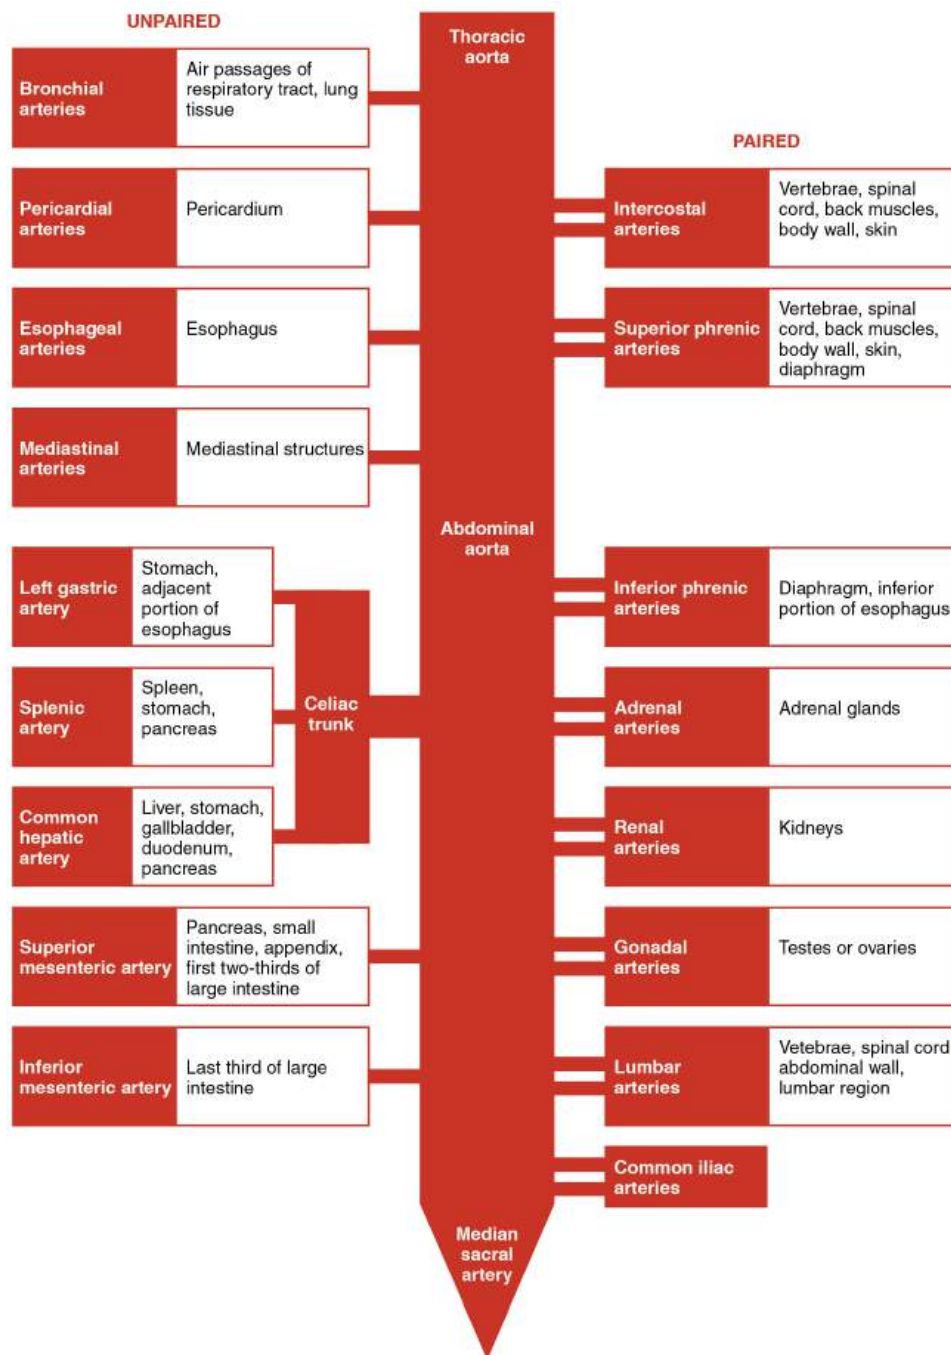 UNPAIRED
Thoracic
aorta
Bronchial
arteries
Air passages of
respiratory tract, lung
tissue
PAIRED
Pericardial
arteries
Pericardium
Intercostal
arteries
Vertebrae, spinal
cord, back muscles,
body wall, skin
Esophageal
arteries
Esophagus
Superior phrenic
arteries
Vertebrae, spinal
cord, back muscles,
body wall, skin,
diaphragm
Mediastinal
arteries
Mediastinal structures
Abdominal
aorta
Left gastric
artery
Stomach,
adjacent
portion of
esophagus
Inferior phrenic
arteries
Diaphragm, inferior
portion of esophagus
Splenic
artery
Spleen,
stomach,
pancreas
Celiac
trunk
Adrenal
arteries
Adrenal glands
Common
hepatic
artery
Liver, stomach,
gallbladder,
duodenum,
pancreas
Renal
arteries
Kidneys
Superior
mesenteric artery
Pancreas, small
intestine, appendix,
first two-thirds of
large intestine
Gonadal
arteries
Testes or ovaries
Inferior
mesenteric artery
Last third of large
intestine
Lumbar
arteries
Vetebrae, spinal cord
abdominal wall,
lumbar region
Common iliac
arteries
Median
sacral
artery